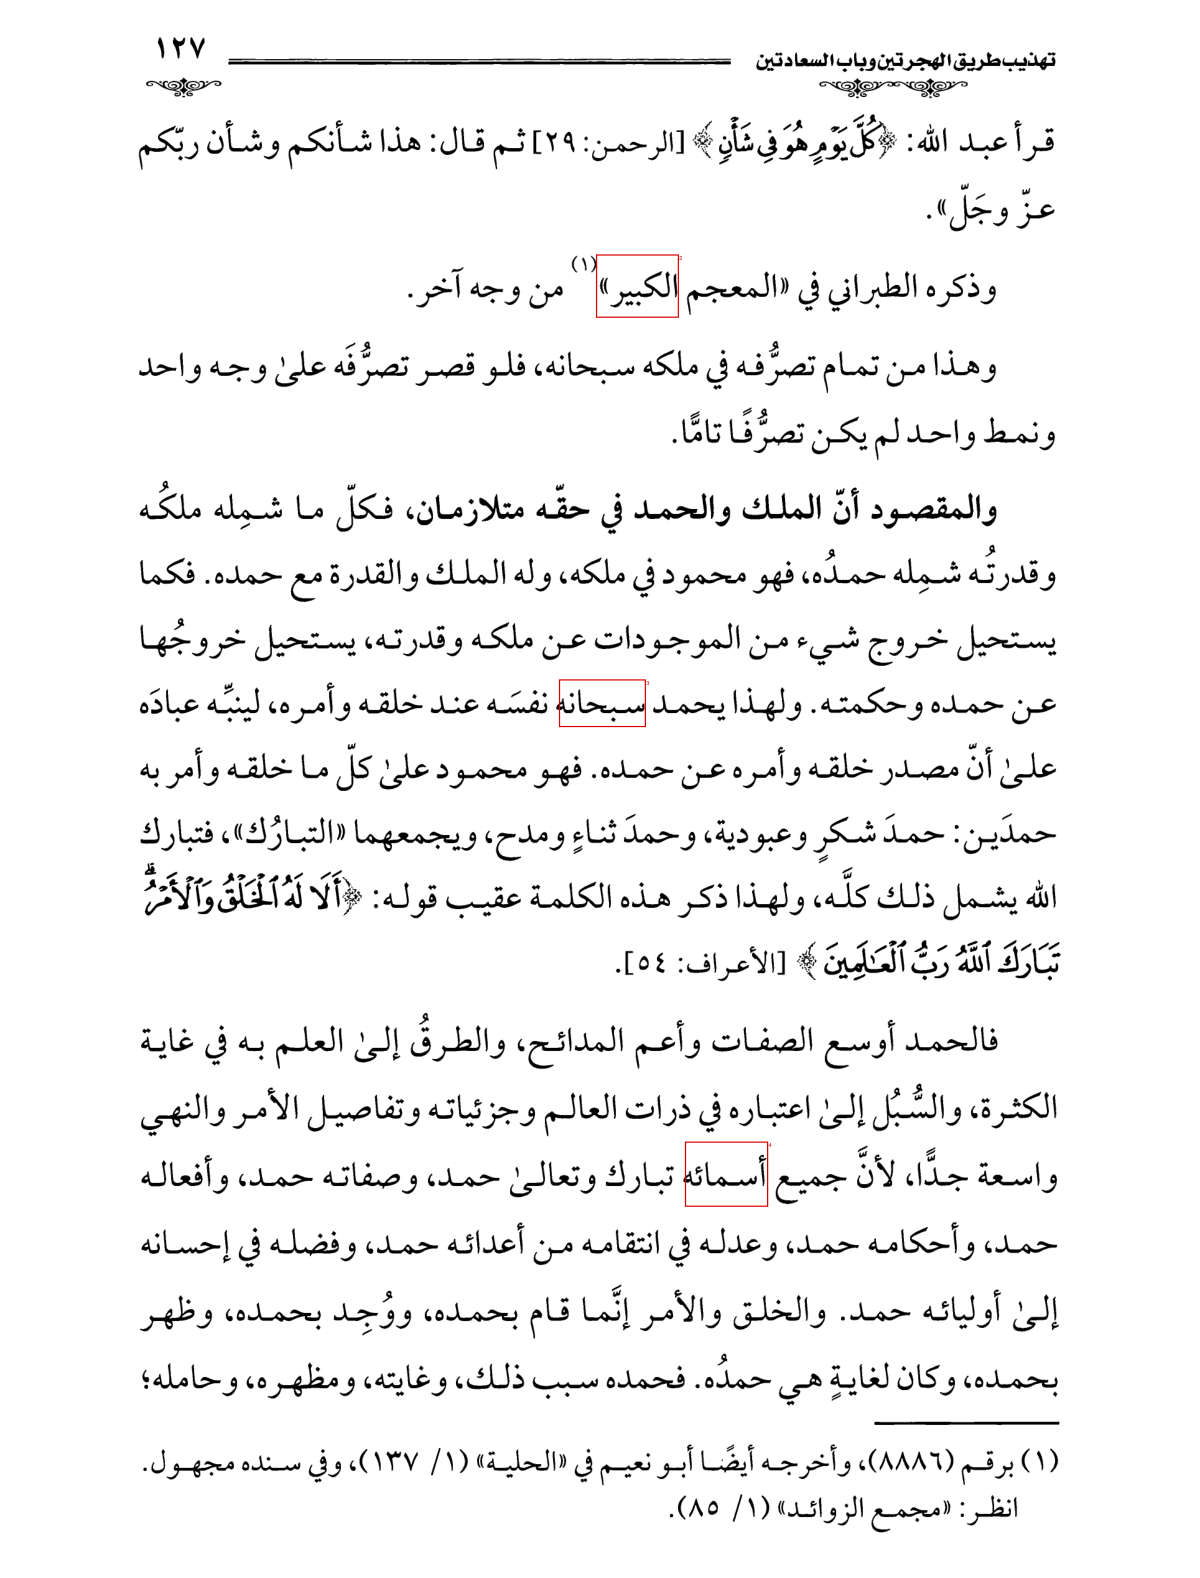 تهذيب طريق الهجرتين وباب السعادتين ١٢٧
قرأ عبد الله: ﴿كُلَّ يَوْمٍ هُوَ فِي شَأْنٍ﴾ [الرحمن: ٢٩] ثم قال: هذا شأنكم وشأن ربّكم
عزّ وجَلّ».
وذكره الطبراني في «المعجم الكبير»(١) من وجه آخر.
وهذا من تمام تصرُّفه في ملكه سبحانه، فلو قصر تصرُّفَه علىٰ وجه واحد
ونمط واحد لم يكن تصرُّفًا تامًّا.
والمقصود أنّ الملك والحمد في حقّه متلازمان، فكلّ ما شمِله ملكُه
وقدرتُه شمِله حمدُه، فهو محمود في ملكه، وله الملك والقدرة مع حمده. فكما
يستحيل خروج شيء من الموجودات عن ملكه وقدرته، يستحيل خروجُها
عن حمده وحكمته. ولهذا يحمد سبحانه نفسَه عند خلقه وأمره، لينبِّه عبادَه
علىٰ أنّ مصدر خلقه وأمره عن حمده. فهو محمود علىٰ كلّ ما خلقه وأمر به
حمدَين: حمدَ شكرٍ وعبودية، وحمدَ ثناءٍ ومدح، ويجمعهما «التبارُك»، فتبارك
الله يشمل ذلك كلَّه، ولهذا ذكر هذه الكلمة عقيب قوله: ﴿أَلَا لَهُ ٱلْخَلْقُ وَٱلْأَمْرُۗ
تَبَارَكَ ٱللَّهُ رَبُّ ٱلْعَـٰلَمِينَ﴾ [الأعراف: ٥٤].
فالحمد أوسع الصفات وأعم المدائح، والطرقُ إلىٰ العلم به في غاية
الكثرة، والسُّبُل إلىٰ اعتباره في ذرات العالم وجزئياته وتفاصيل الأمر والنهي
واسعة جدًّا، لأنَّ جميع أسمائه تبارك وتعالىٰ حمد، وصفاته حمد، وأفعاله
حمد، وأحكامه حمد، وعدله في انتقامه من أعدائه حمد، وفضله في إحسانه
إلىٰ أوليائه حمد. والخلق والأمر إنَّما قام بحمده، ووُجِد بحمده، وظهر
بحمده، وكان لغايةٍ هي حمدُه. فحمده سبب ذلك، وغايته، ومظهره، وحامله؛
(١) برقم (٨٨٨٦)، وأخرجه أيضًا أبو نعيم في «الحلية» (١/ ١٣٧)، وفي سنده مجهول.
انظر: «مجمع الزوائد» (١/ ٨٥).